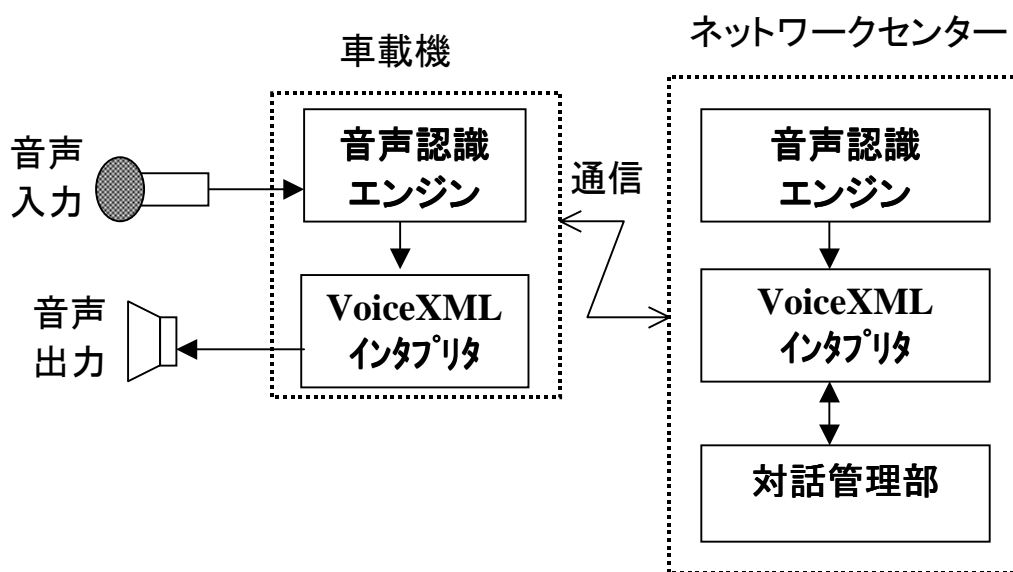 車載機
ネットワークセンター
音声
入力
音声認識
エンジン
通信
音声認識
エンジン
音声
出力
VoiceXML
インタプリタ
VoiceXML
インタプリタ
対話管理部